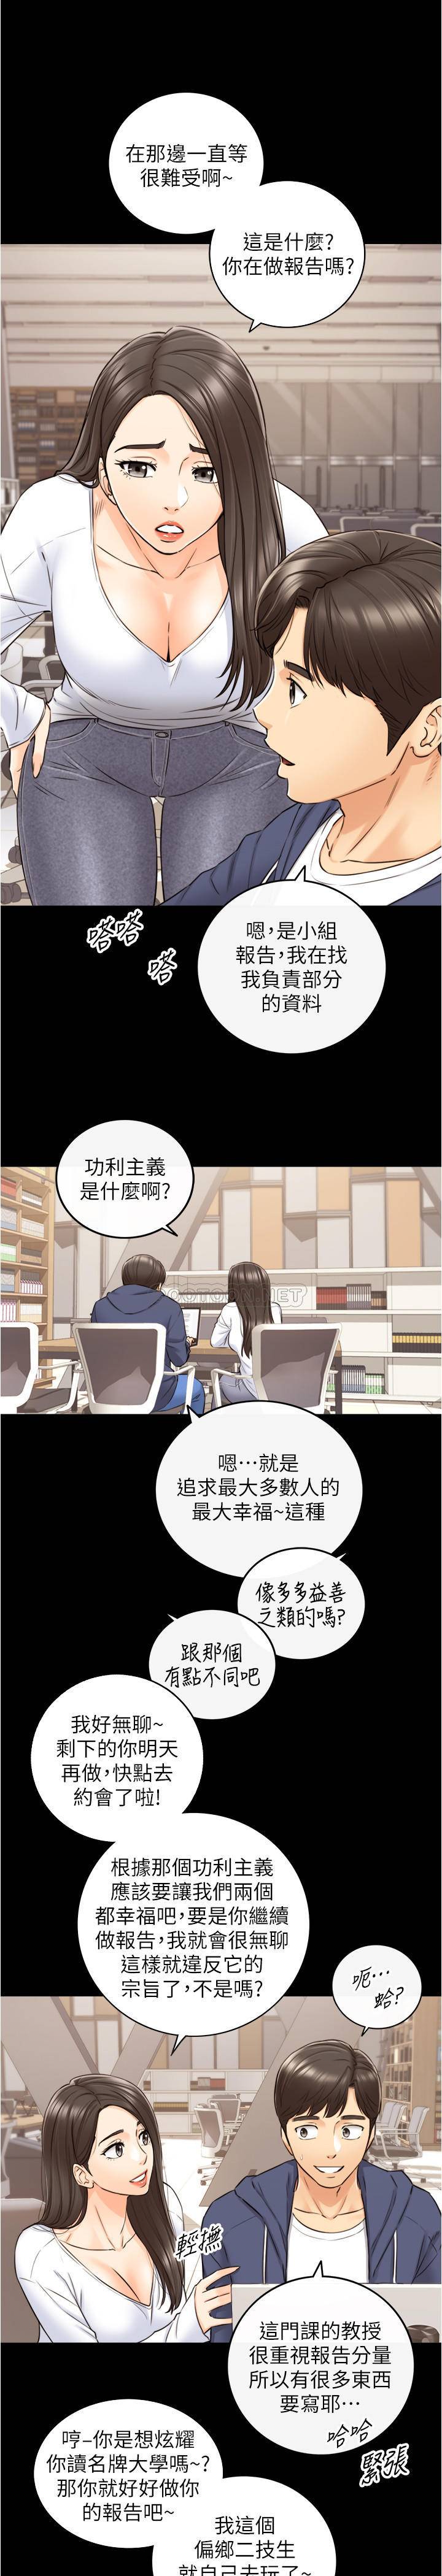 在那邊一直等
很難受啊~
這是什麼?
你在做報告嗎?
嗒嗒
嗒
嗯，是小組
報告，我在找
我負責部分
的資料
功利主義
是什麼啊?
嗯…就是
追求最大多數人的
最大幸福~這種
像多多益善
之類的嗎?
跟那個
有點不同吧
我好無聊~
剩下的你明天
再做，快點去
約會了啦!
根據那個功利主義
應該要讓我們兩個
都幸福吧，要是你繼續
做報告，我就會很無聊
這樣就違反它的
宗旨了，不是嗎?
呃…
蛤?
輕撫
這門課的教授
很重視報告分量
所以有很多東西
要寫耶…
哈哈
緊張
哼-你是想炫耀
你讀名牌大學嗎~?
那你就好好做你
的報告吧~
我這個
偏鄉二技生
就自己去玩了~